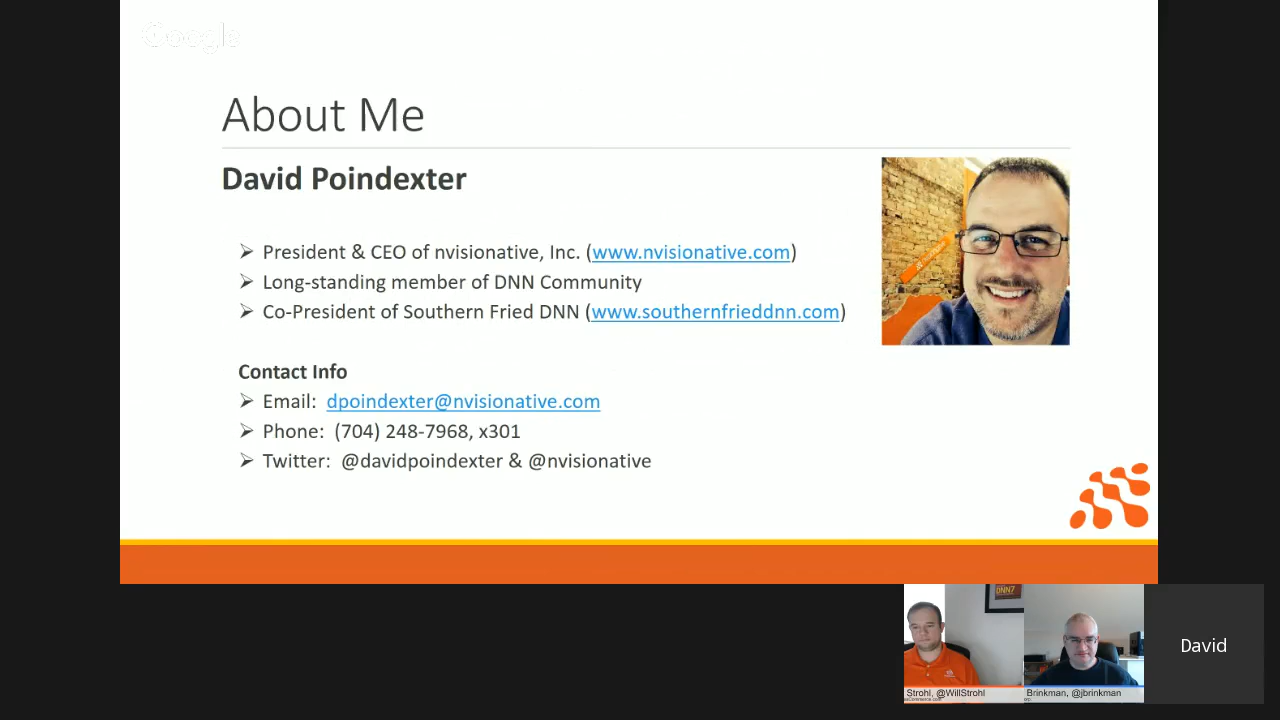 Google
About Me
David Poindexter
President & CEO of nvisionative, Inc. (www.nvisionative.com)
Long-standing member of DNN Community
Co-President of Southern Fried DNN (www.southernfrieddnn.com)
Contact Info
Email: dpoindexter@nvisionative.com
Phone: (704) 248-7968, x301
Twitter: @davidpoindexter & @nvisionative
DNN7
David
Strohl, @WillStrohl
Brinkman, @jbrinkman